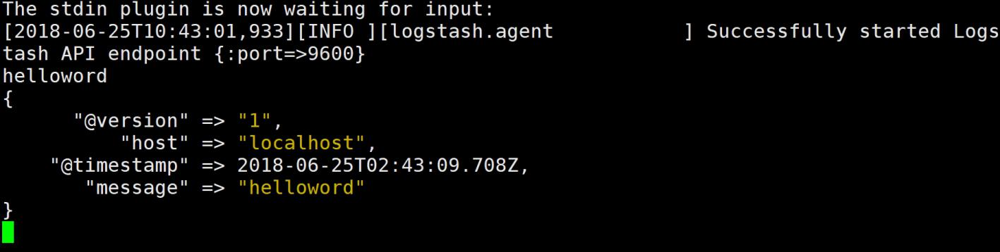 The stdin plugin is now waiting for input:
[2018-06-25T10:43:01,933][INFO ][logstash.agent           ] Successfully started Logs
tash API endpoint {:port=>9600}
helloword
{
      "@version" => "1",
          "host" => "localhost",
    "@timestamp" => 2018-06-25T02:43:09.708Z,
       "message" => "helloword"
}